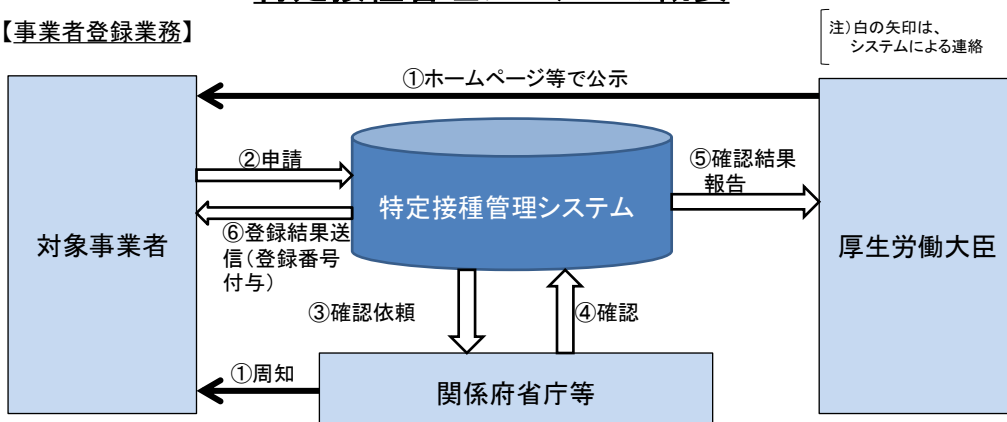 【事業者登録業務】
注)白の矢印は、
システムによる連絡
①ホームページ等で公示
②申請
⑤確認結果
報告
特定接種管理システム
対象事業者
⑥登録結果送
信(登録番号
付与)
厚生労働大臣
③確認依頼
④確認
①周知
関係府省庁等